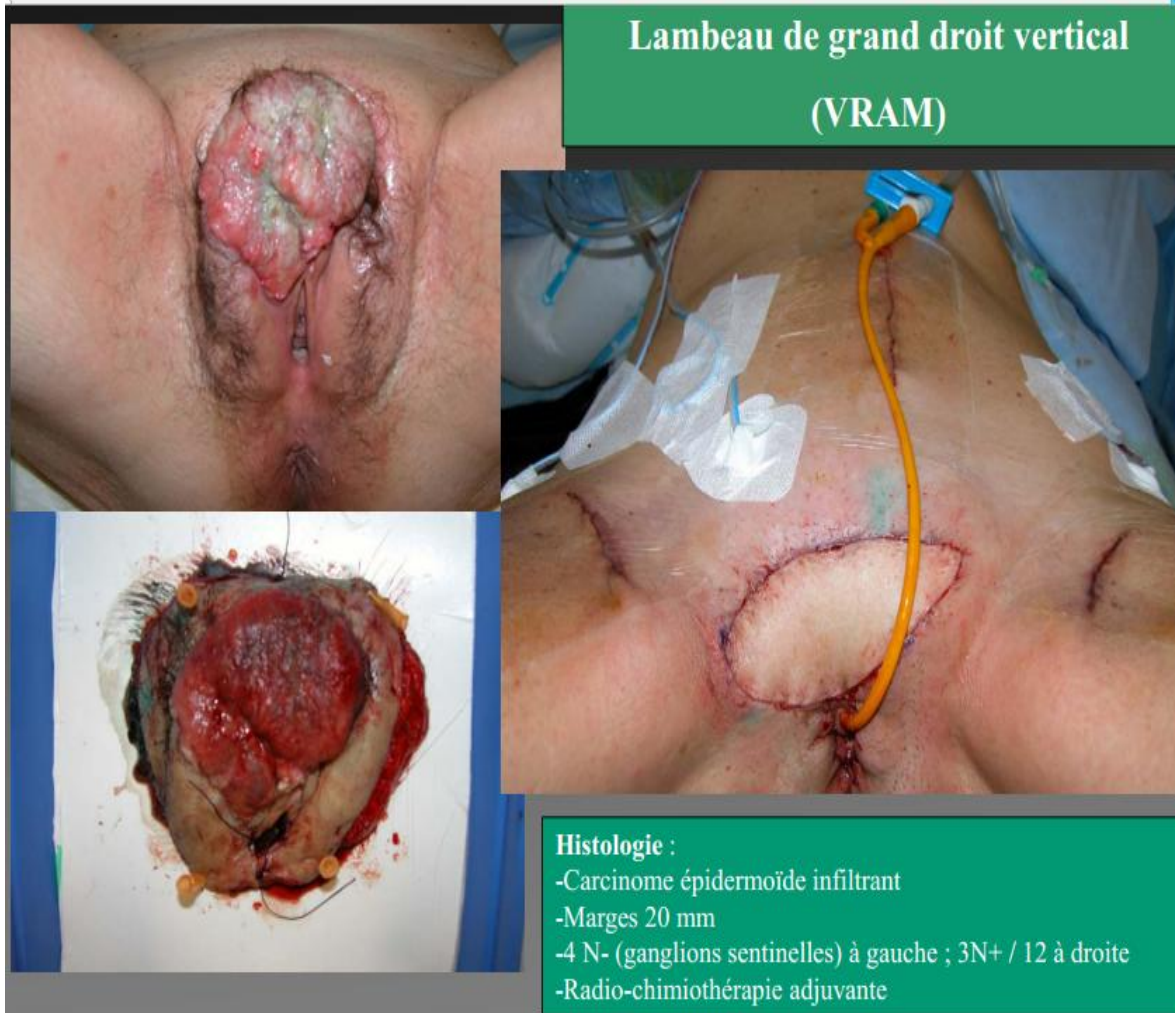 Lambeau de grand droit vertical
(VRAM)
Histologie :
-Carcinome épidermoïde infiltrant
-Marges 20 mm
-4 N- (ganglions sentinelles) à gauche ; 3N+ / 12 à droite
-Radio-chimiothérapie adjuvante